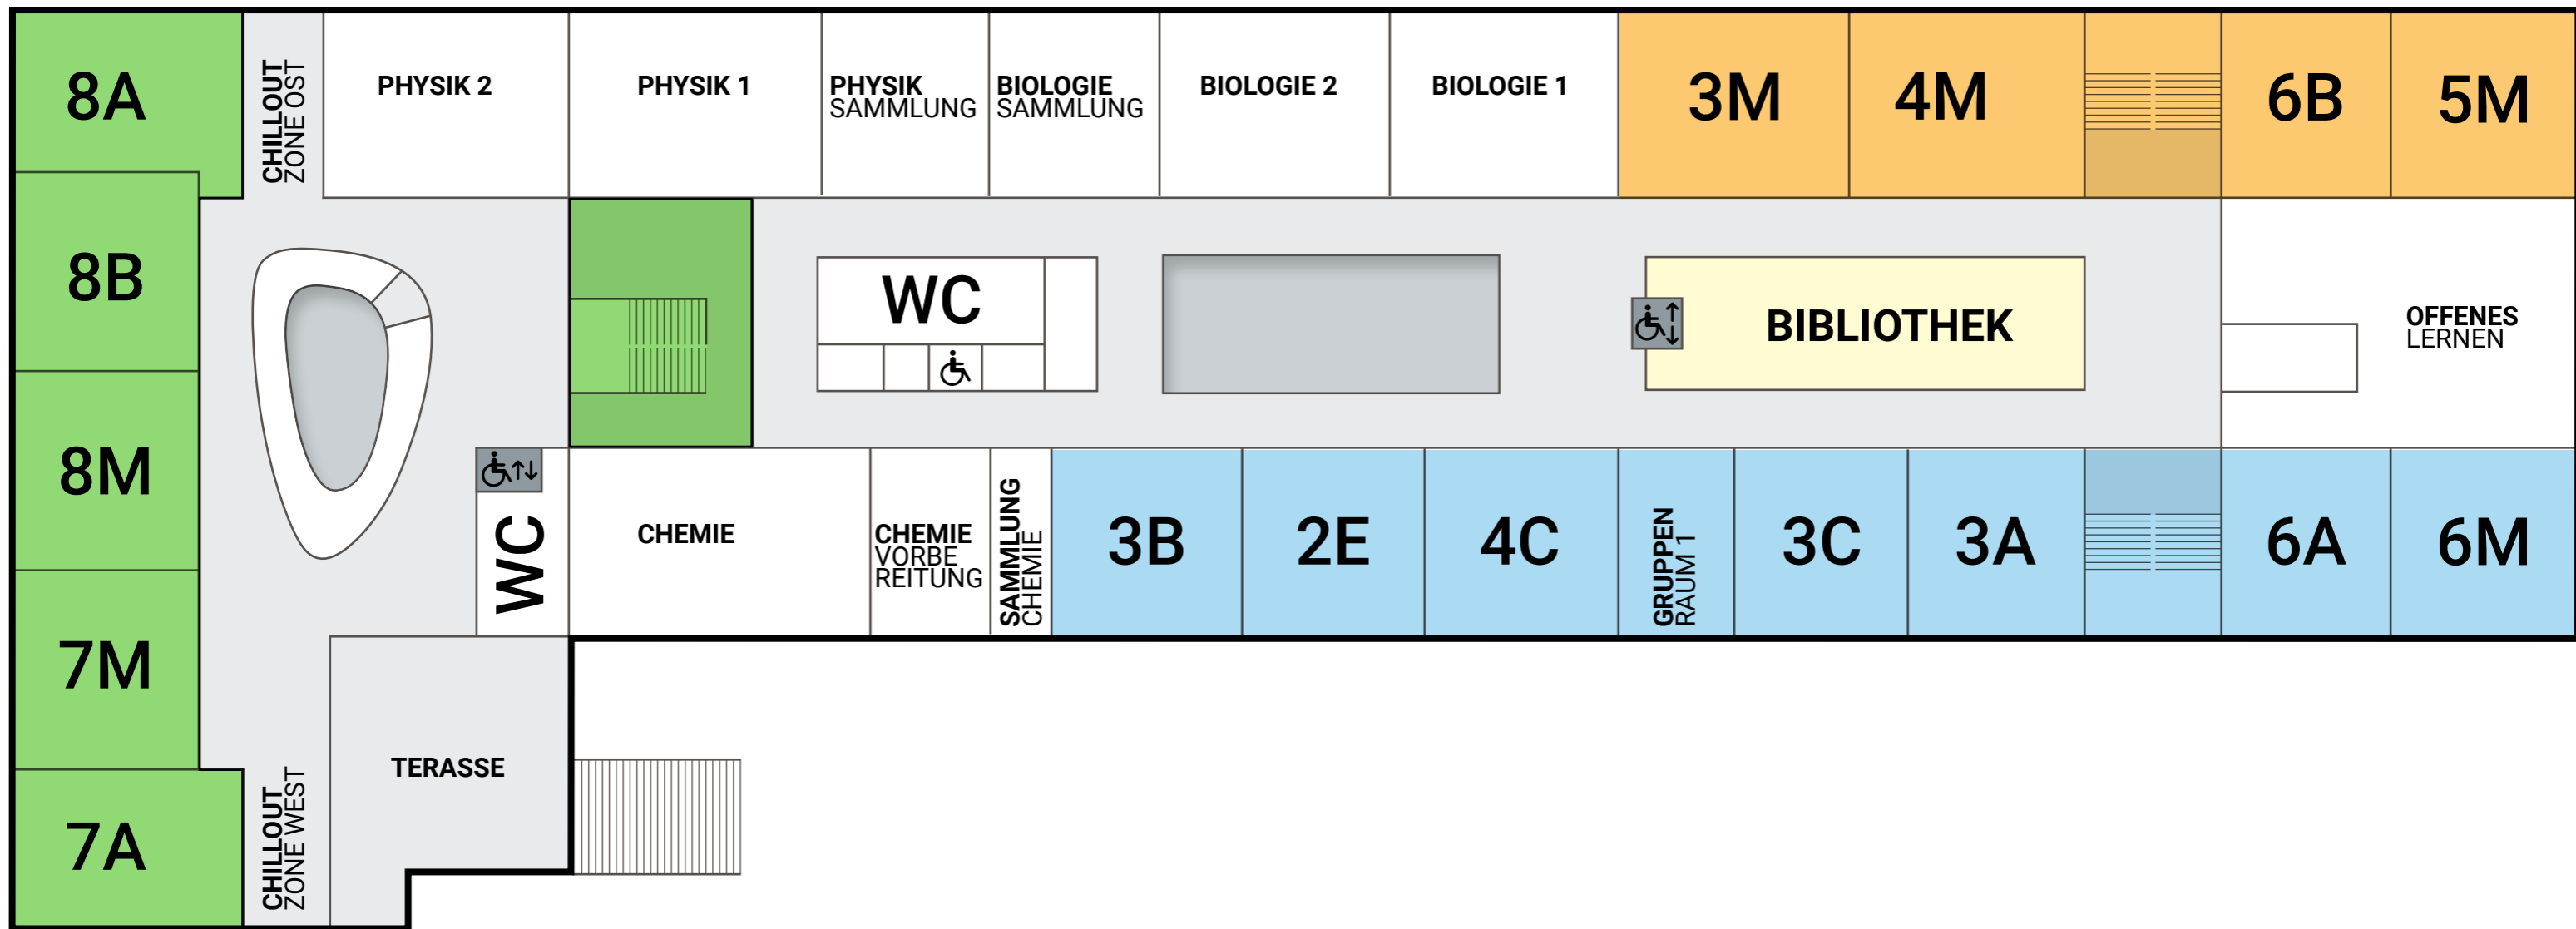 8A
CHILLOUT
ZONE OST
PHYSIK 2
PHYSIK 1
PHYSIK
SAMMLUNG
BIOLOGIE
SAMMLUNG
BIOLOGIE 2
BIOLOGIE 1
3M
4M
6B
5M
8B
WC
BIBLIOTHEK
OFFENES
LERNEN
8M
WC
CHEMIE
CHEMIE
VORBE
REITUNG
SAMMLUNG
CHEMIE
3B
2E
4C
GRUPPEN
RAUM 1
3C
3A
6A
6M
7M
TERASSE
7A
CHILLOUT
ZONE WEST